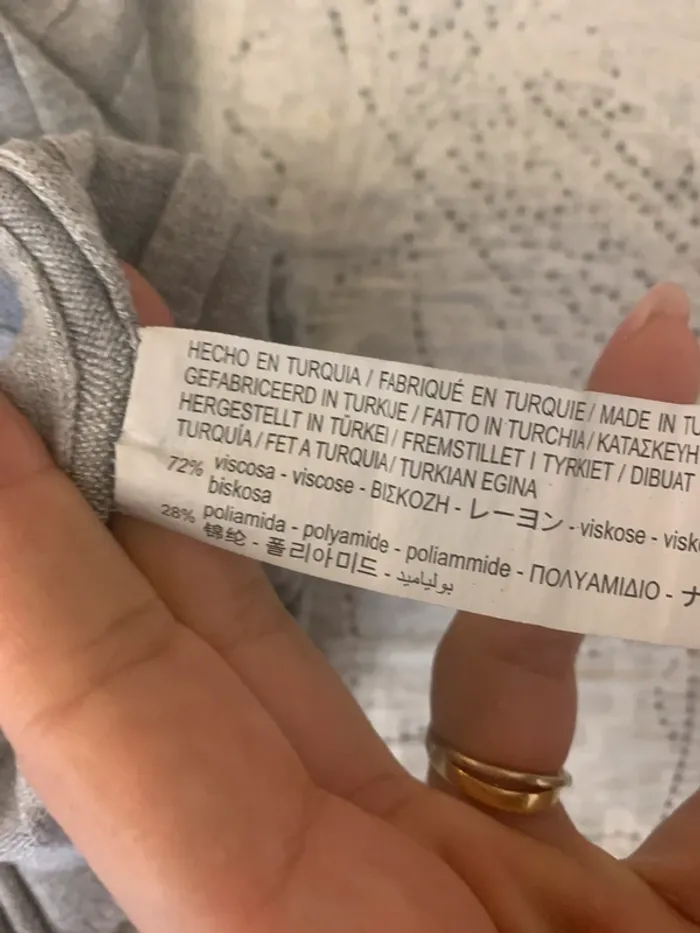 HECHO EN TURQUIA / FABRIQUÉ EN TURQUIE / MADE IN
GEFABRICEERD IN TURKIJE / FATTO IN TURCHIA / ΚΑΤΑΣΚΕΥΗ
HERGESTELLT IN TÜRKEI / FREMSTILLET I TYRKIET / DIBUAT
TURQUÍA / FET A TURQUIA / TURKIAN EGINA
72% viscosa - viscose - ΒΙΣΚΟΖΗ - レーヨン - viskose -
biskosa
28% poliamida - polyamide - poliammide - ΠΟΛΥΑΜΙΔΙΟ -
锦纶 - 폴리아미드 - بولياميد